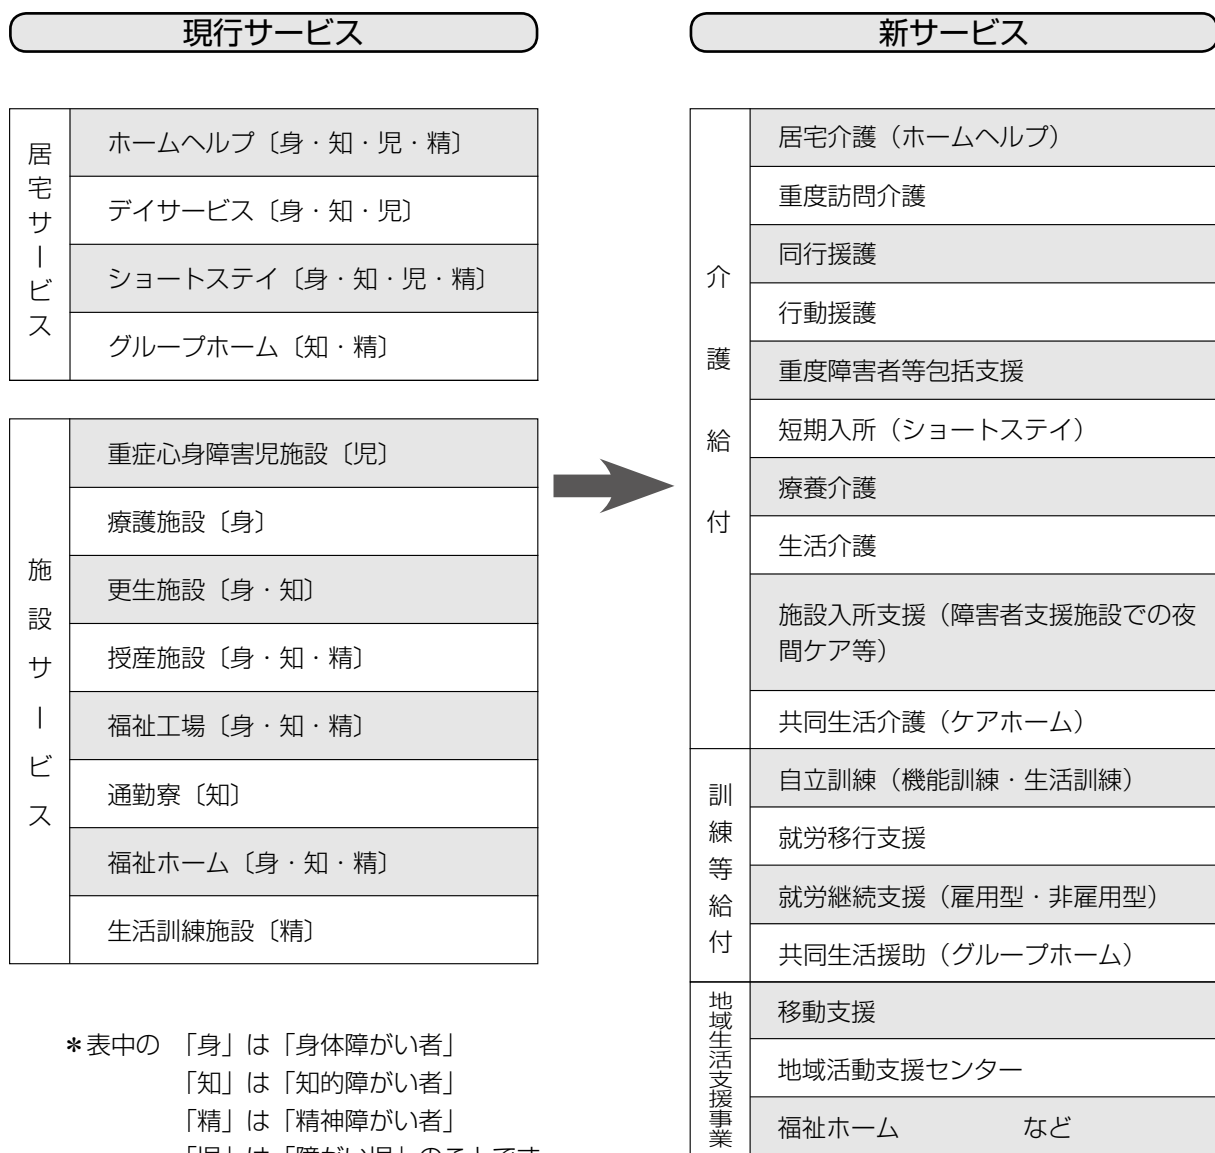 現行サービス
居宅サービス
ホームヘルプ〔身・知・児・精〕
デイサービス〔身・知・児〕
ショートステイ〔身・知・児・精〕
グループホーム〔知・精〕
施設サービス
重症心身障害児施設〔児〕
療護施設〔身〕
更生施設〔身・知〕
授産施設〔身・知・精〕
福祉工場〔身・知・精〕
通勤寮〔知〕
福祉ホーム〔身・知・精〕
生活訓練施設〔精〕
＊表中の　「身」は「身体障がい者」
「知」は「知的障がい者」
「精」は「精神障がい者」
「児」は「障がい児」のことです
新サービス
介護給付
居宅介護（ホームヘルプ）
重度訪問介護
同行援護
行動援護
重度障害者等包括支援
短期入所（ショートステイ）
療養介護
生活介護
施設入所支援（障害者支援施設での夜
間ケア等）
共同生活介護（ケアホーム）
訓練等給付
自立訓練（機能訓練・生活訓練）
就労移行支援
就労継続支援（雇用型・非雇用型）
共同生活援助（グループホーム）
地域生活支援事業
移動支援
地域活動支援センター
福祉ホーム　　　　　など